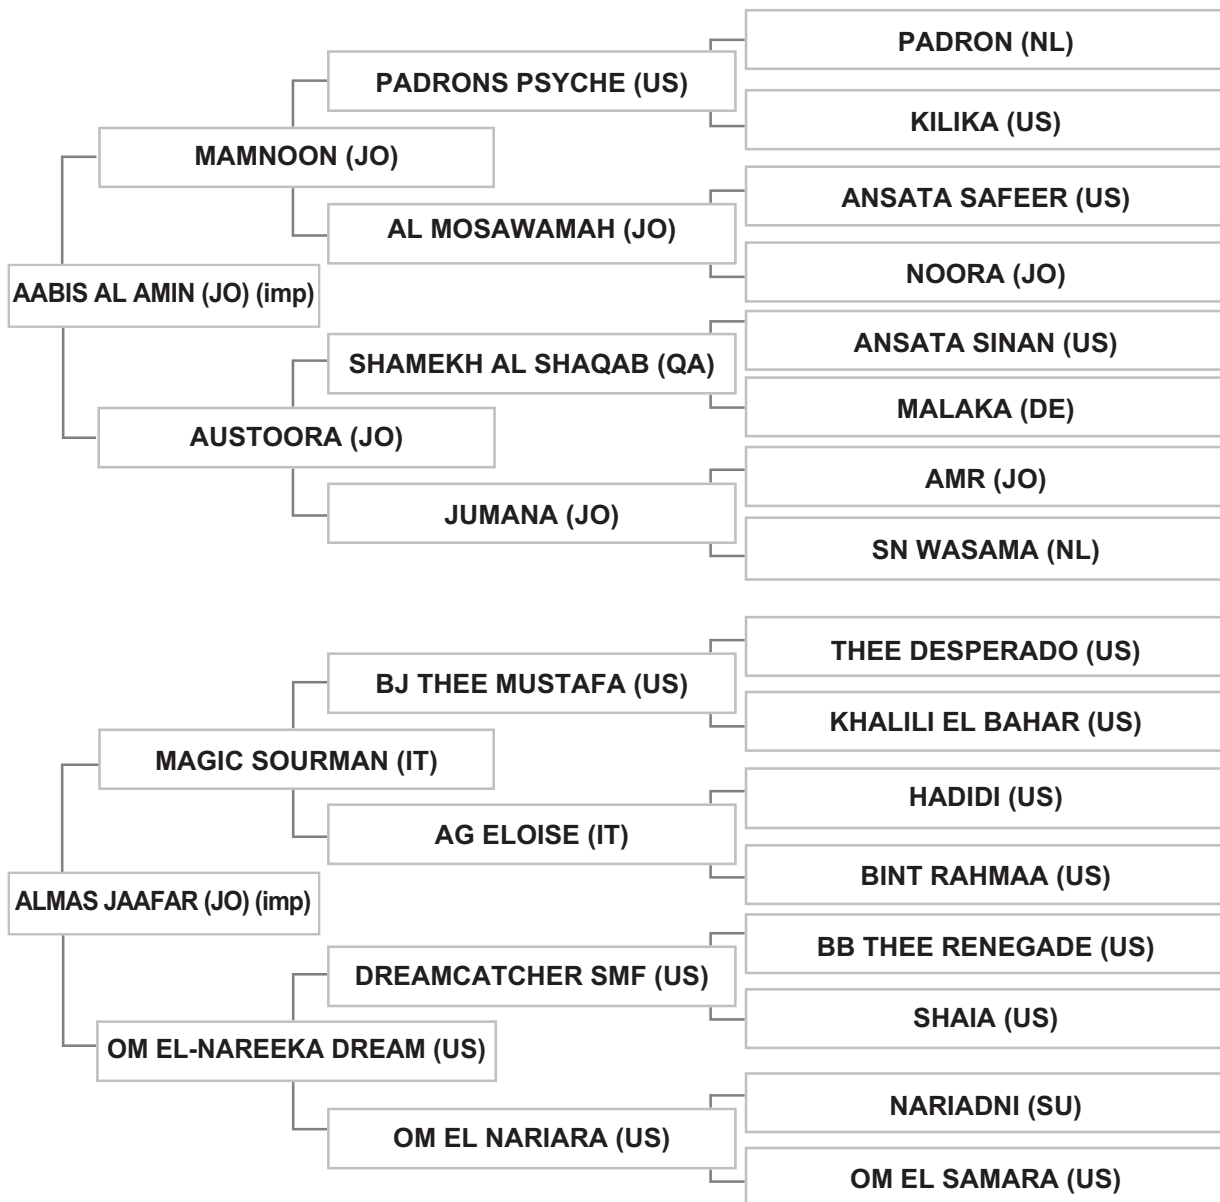 PADRON (NL)
PADRONS PSYCHE (US)
KILIKA (US)
MAMNOON (JO)
ANSATA SAFEER (US)
AL MOSAWAMAH (JO)
NOORA (JO)
AABIS AL AMIN (JO) (imp)
ANSATA SINAN (US)
SHAMEKH AL SHAQAB (QA)
MALAKA (DE)
AUSTOORA (JO)
AMR (JO)
JUMANA (JO)
SN WASAMA (NL)
THEE DESPERADO (US)
BJ THEE MUSTAFA (US)
KHALILI EL BAHAR (US)
MAGIC SOURMAN (IT)
HADIDI (US)
AG ELOISE (IT)
BINT RAHMAA (US)
ALMAS JAAFAR (JO) (imp)
BB THEE RENEGADE (US)
DREAMCATCHER SMF (US)
SHAIA (US)
OM EL-NAREEKA DREAM (US)
NARIADNI (SU)
OM EL NARIARA (US)
OM EL SAMARA (US)